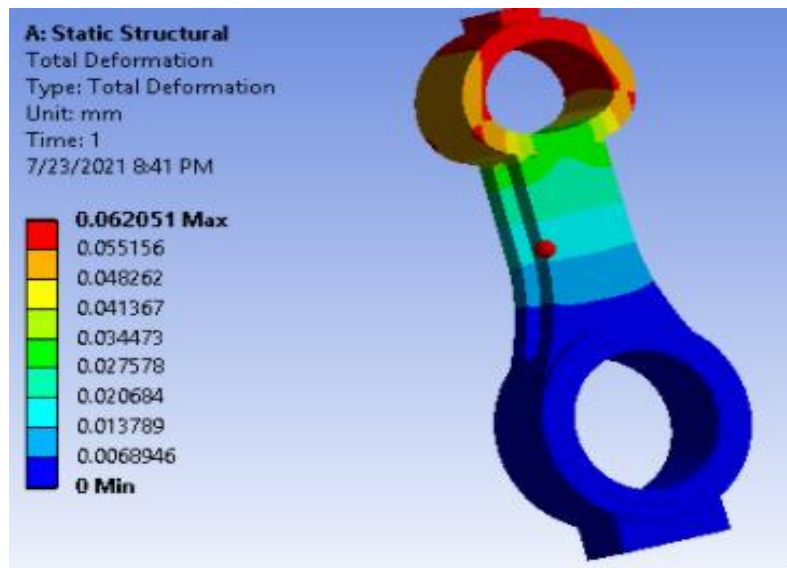 A: Static Structural
Total Deformation
Type: Total Deformation
Unit: mm
Time: 1
7/23/2021 8:41 PM
0.062051 Max
0.055156
0.048262
0.041367
0.034473
0.027578
0.020684
0.013789
0.0068946
0 Min